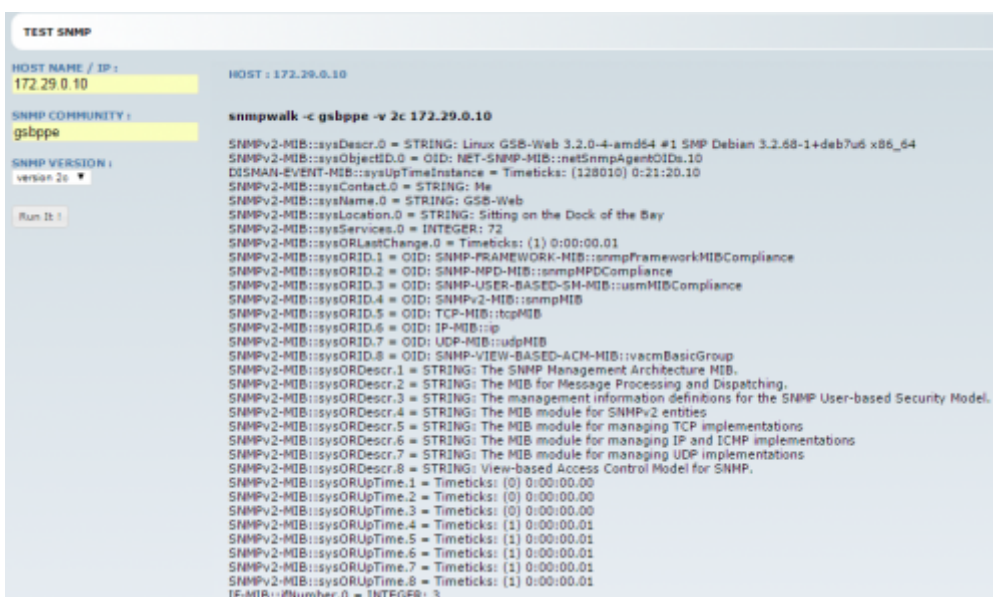 TEST SNMP
HOST NAME / IP :
172.29.0.10
SNMP COMMUNITY :
gsbppe
SNMP VERSION :
version 2c
Run It !
HOST : 172.29.0.10
snmpwalk -c gsbppe -v 2c 172.29.0.10
SNMPv2-MIB::sysDescr.0 = STRING: Linux GSB-Web 3.2.0-4-amd64 #1 SMP Debian 3.2.68-1+deb7u6 x86_64
SNMPv2-MIB::sysObjectID.0 = OID: NET-SNMP-MIB::netSnmpAgentOIDs.10
DISMAN-EVENT-MIB::sysUpTimeInstance = Timeticks: (128010) 0:21:20.10
SNMPv2-MIB::sysContact.0 = STRING: Me
SNMPv2-MIB::sysName.0 = STRING: GSB-Web
SNMPv2-MIB::sysLocation.0 = STRING: Sitting on the Dock of the Bay
SNMPv2-MIB::sysServices.0 = INTEGER: 72
SNMPv2-MIB::sysORLastChange.0 = Timeticks: (1) 0:00:00.01
SNMPv2-MIB::sysORID.1 = OID: SNMP-FRAMEWORK-MIB::snmpFrameworkMIBCompliance
SNMPv2-MIB::sysORID.2 = OID: SNMP-MPD-MIB::snmpMPDCompliance
SNMPv2-MIB::sysORID.3 = OID: SNMP-USER-BASED-SM-MIB::usmMIBCompliance
SNMPv2-MIB::sysORID.4 = OID: SNMPv2-MIB::snmpMIB
SNMPv2-MIB::sysORID.5 = OID: TCP-MIB::tcpMIB
SNMPv2-MIB::sysORID.6 = OID: IP-MIB::ip
SNMPv2-MIB::sysORID.7 = OID: UDP-MIB::udpMIB
SNMPv2-MIB::sysORID.8 = OID: SNMP-VIEW-BASED-ACM-MIB::vacmBasicGroup
SNMPv2-MIB::sysORDescr.1 = STRING: The SNMP Management Architecture MIB.
SNMPv2-MIB::sysORDescr.2 = STRING: The MIB for Message Processing and Dispatching.
SNMPv2-MIB::sysORDescr.3 = STRING: The management information definitions for the SNMP User-based Security Model.
SNMPv2-MIB::sysORDescr.4 = STRING: The MIB module for SNMPv2 entities
SNMPv2-MIB::sysORDescr.5 = STRING: The MIB module for managing TCP implementations
SNMPv2-MIB::sysORDescr.6 = STRING: The MIB module for managing IP and ICMP implementations
SNMPv2-MIB::sysORDescr.7 = STRING: The MIB module for managing UDP implementations
SNMPv2-MIB::sysORDescr.8 = STRING: View-based Access Control Model for SNMP.
SNMPv2-MIB::sysORUpTime.1 = Timeticks: (0) 0:00:00.00
SNMPv2-MIB::sysORUpTime.2 = Timeticks: (0) 0:00:00.00
SNMPv2-MIB::sysORUpTime.3 = Timeticks: (0) 0:00:00.00
SNMPv2-MIB::sysORUpTime.4 = Timeticks: (1) 0:00:00.01
SNMPv2-MIB::sysORUpTime.5 = Timeticks: (1) 0:00:00.01
SNMPv2-MIB::sysORUpTime.6 = Timeticks: (1) 0:00:00.01
SNMPv2-MIB::sysORUpTime.7 = Timeticks: (1) 0:00:00.01
SNMPv2-MIB::sysORUpTime.8 = Timeticks: (1) 0:00:00.01
IF-MIB::ifNumber.0 = INTEGER: 3